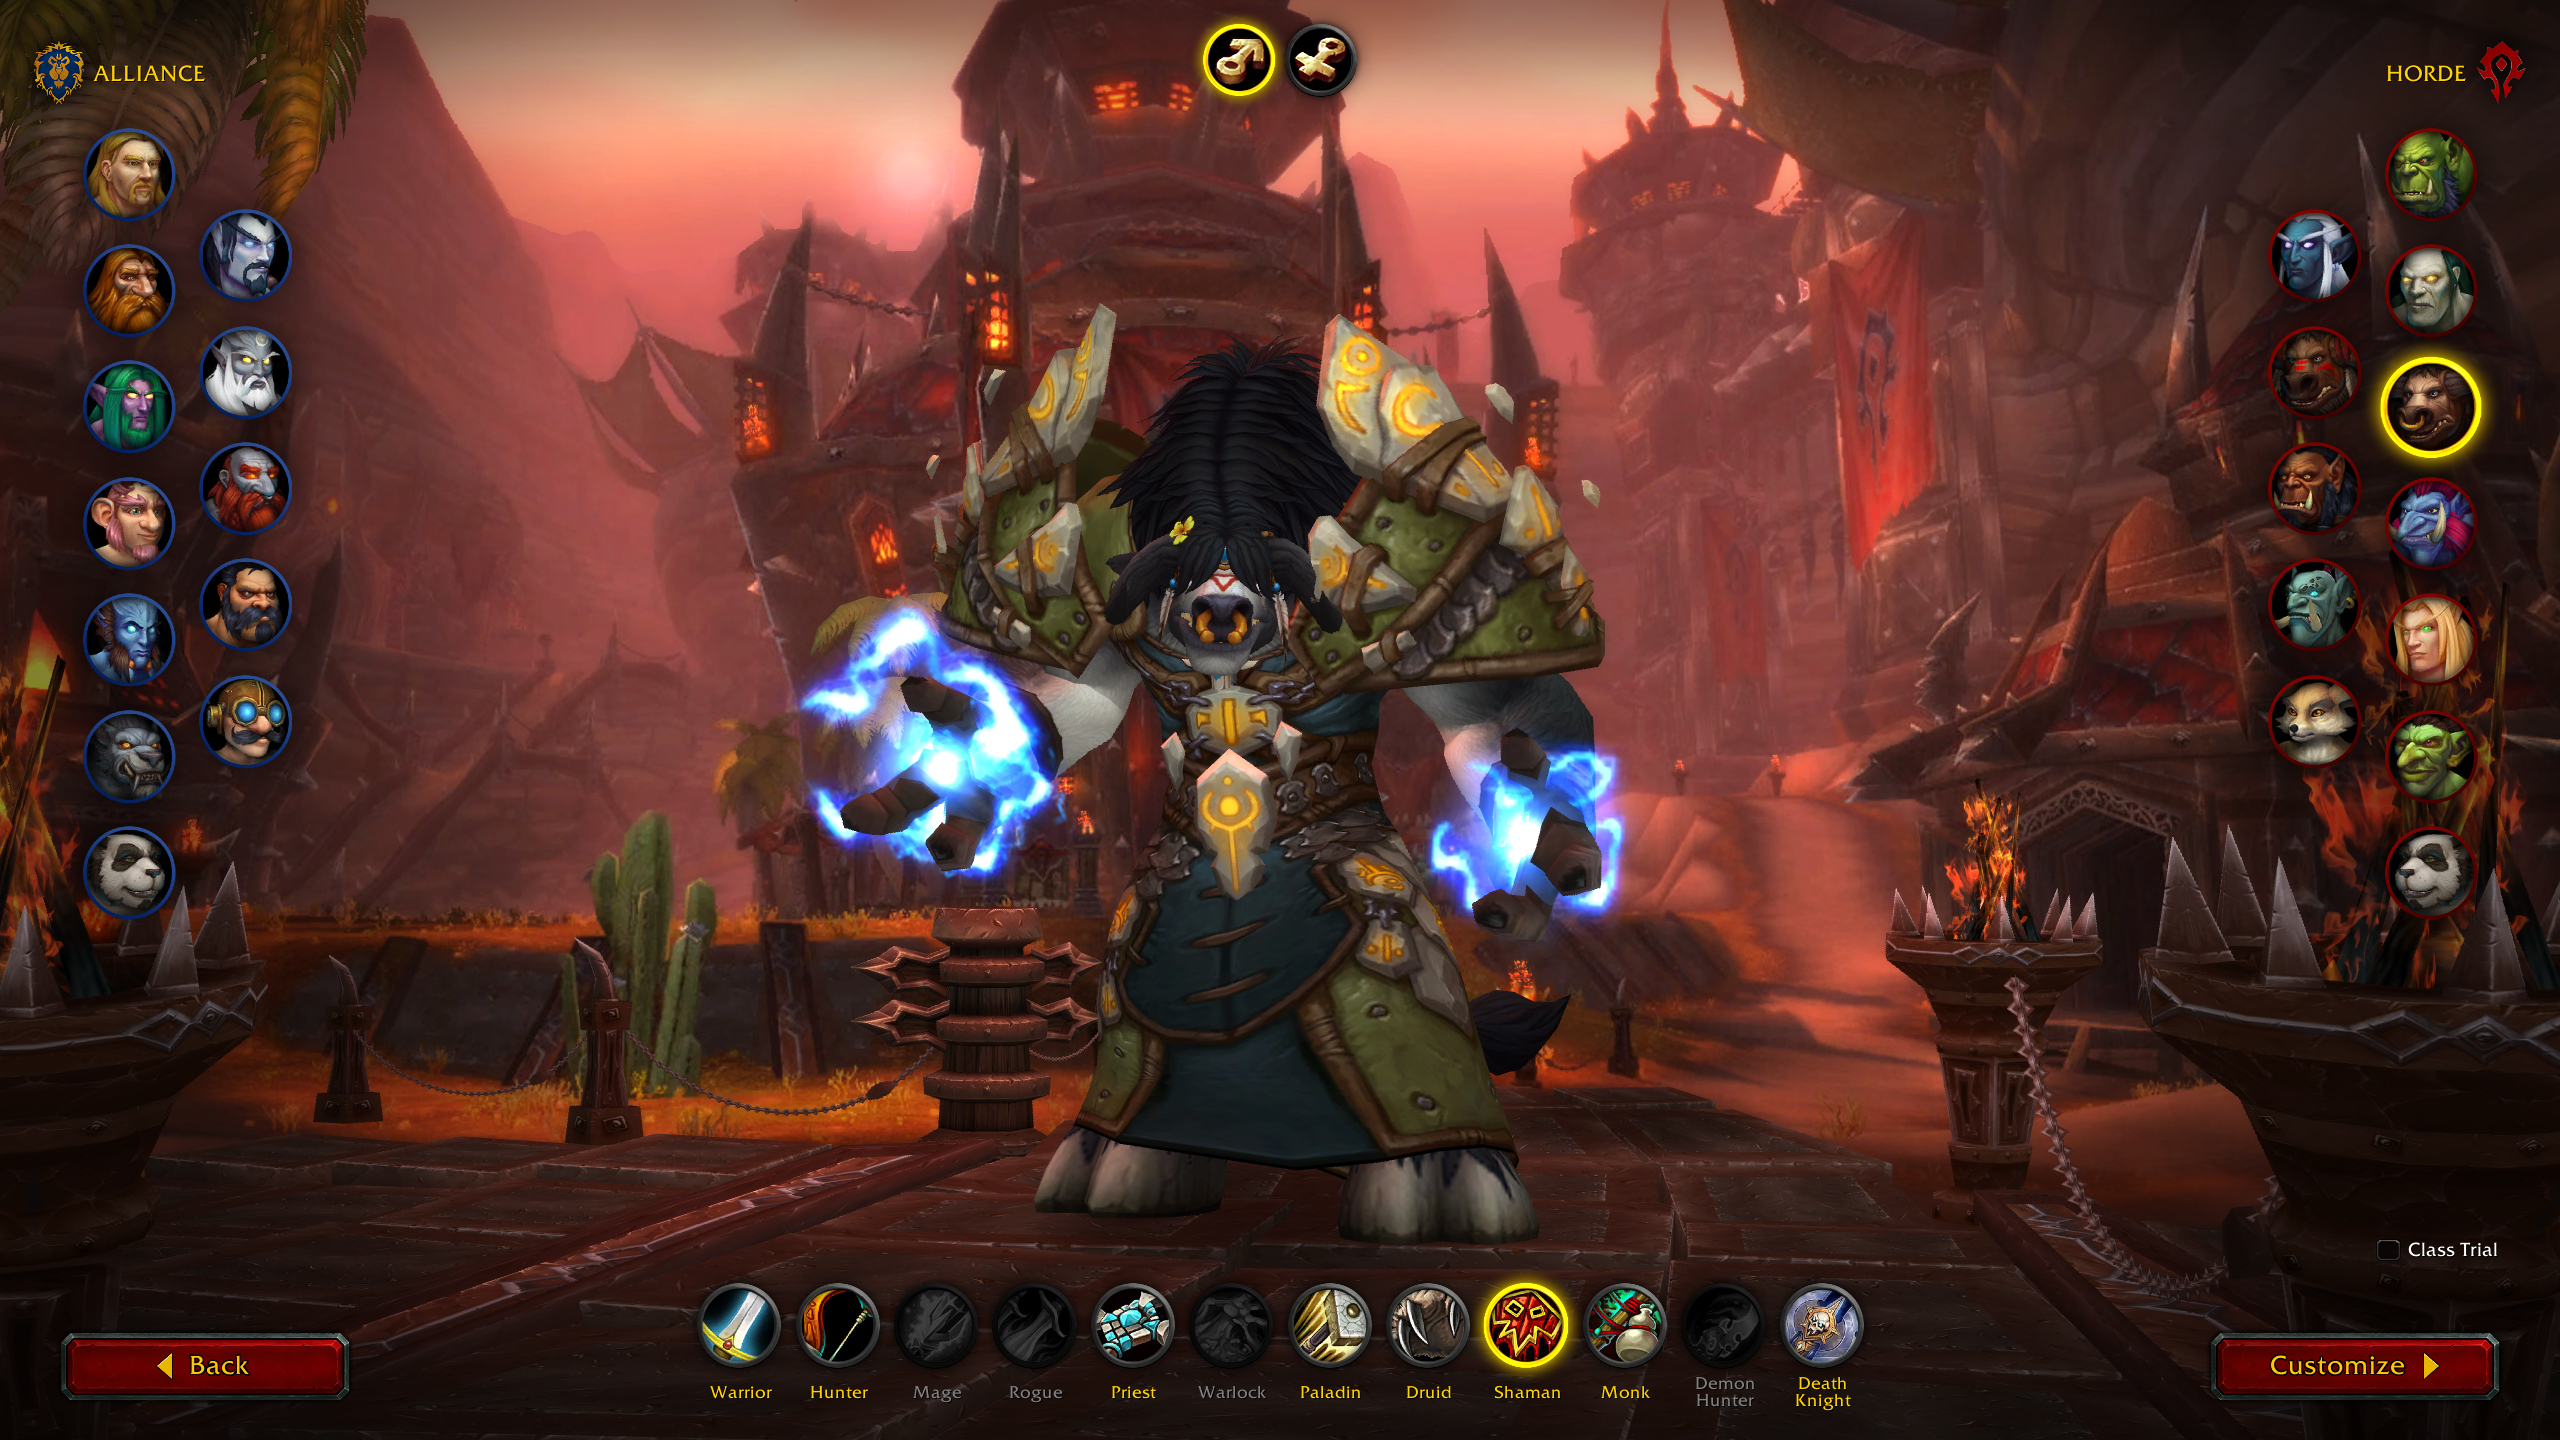 ALLIANCE
HORDE
Class Trial
Warrior
Hunter
Mage
Rogue
Priest
Warlock
Paladin
Druid
Shaman
Monk
Demon
Hunter
Death
Knight
Back
Customize